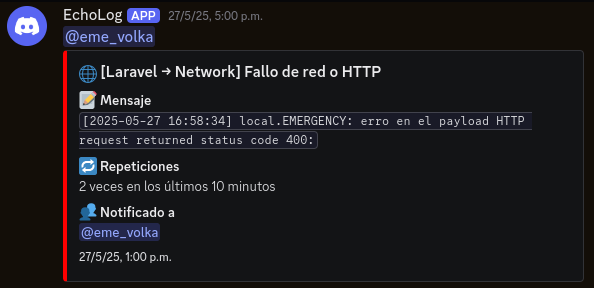 EchoLog APP 27/5/25, 5:00 p.m.
@eme_volka
[Laravel → Network] Fallo de red o HTTP
Mensaje
[2025-05-27 16:58:34] local.EMERGENCY: erro en el payload HTTP
request returned status code 400:
Repeticiones
2 veces en los últimos 10 minutos
Notificado a
@eme_volka
27/5/25, 1:00 p.m.